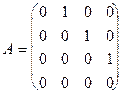 A = ( 0 1 0 0
0 0 1 0
0 0 0 1
0 0 0 0 )